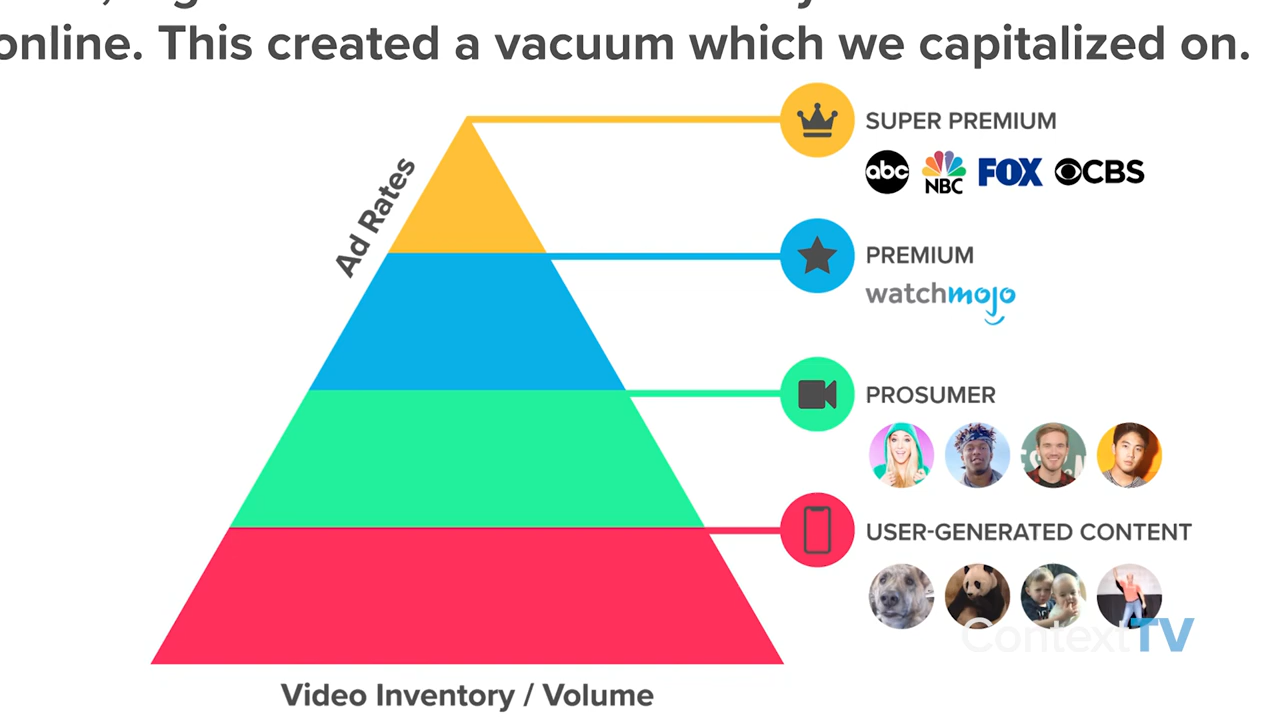 online. This created a vacuum which we capitalized on.
SUPER PREMIUM
abc NBC FOX CBS
Ad Rates
PREMIUM
watchmojo
PROSUMER
USER-GENERATED CONTENT
ContextTV
Video Inventory / Volume